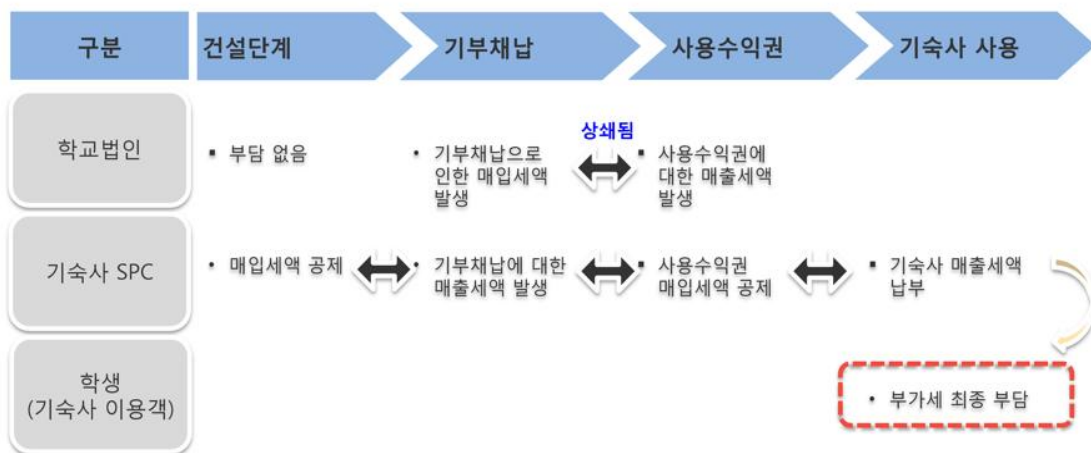 구분
건설단계
기부채납
사용수익권
기숙사 사용
학교법인
▪ 부담 없음
• 기부채납으로
인한 매입세액
발생
상쇄됨
▪ 사용수익권에
대한 매출세액
발생
기숙사 SPC
• 매입세액 공제
• 기부채납에 대한
매출세액 발생
▪ 사용수익권
매입세액 공제
▪ 기숙사 매출세액
납부
학생
(기숙사 이용객)
• 부가세 최종 부담